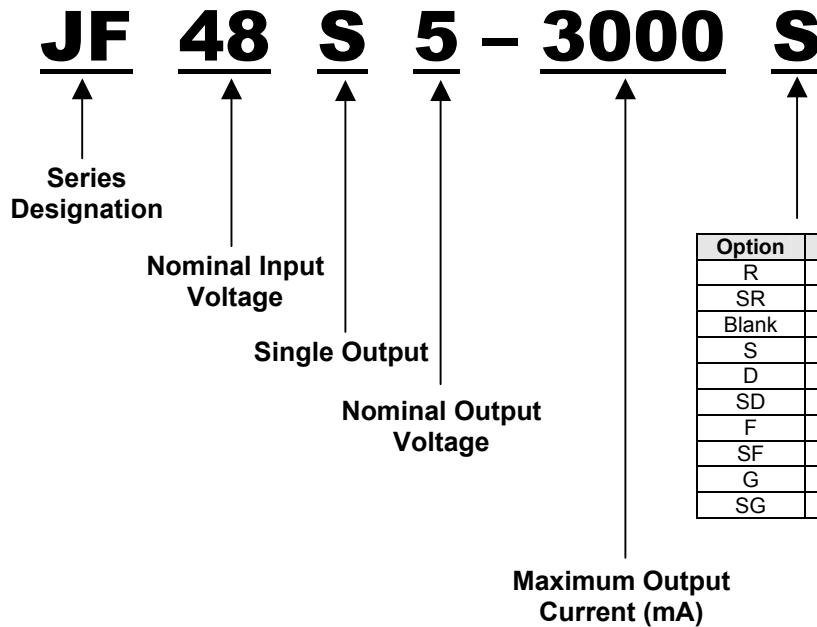 JF 48 S 5 – 3000 S
Series
Designation
Nominal Input
Voltage
Single Output
Nominal Output
Voltage
Maximum Output
Current (mA)
Option
R
SR
Blank
S
D
SD
F
SF
G
SG